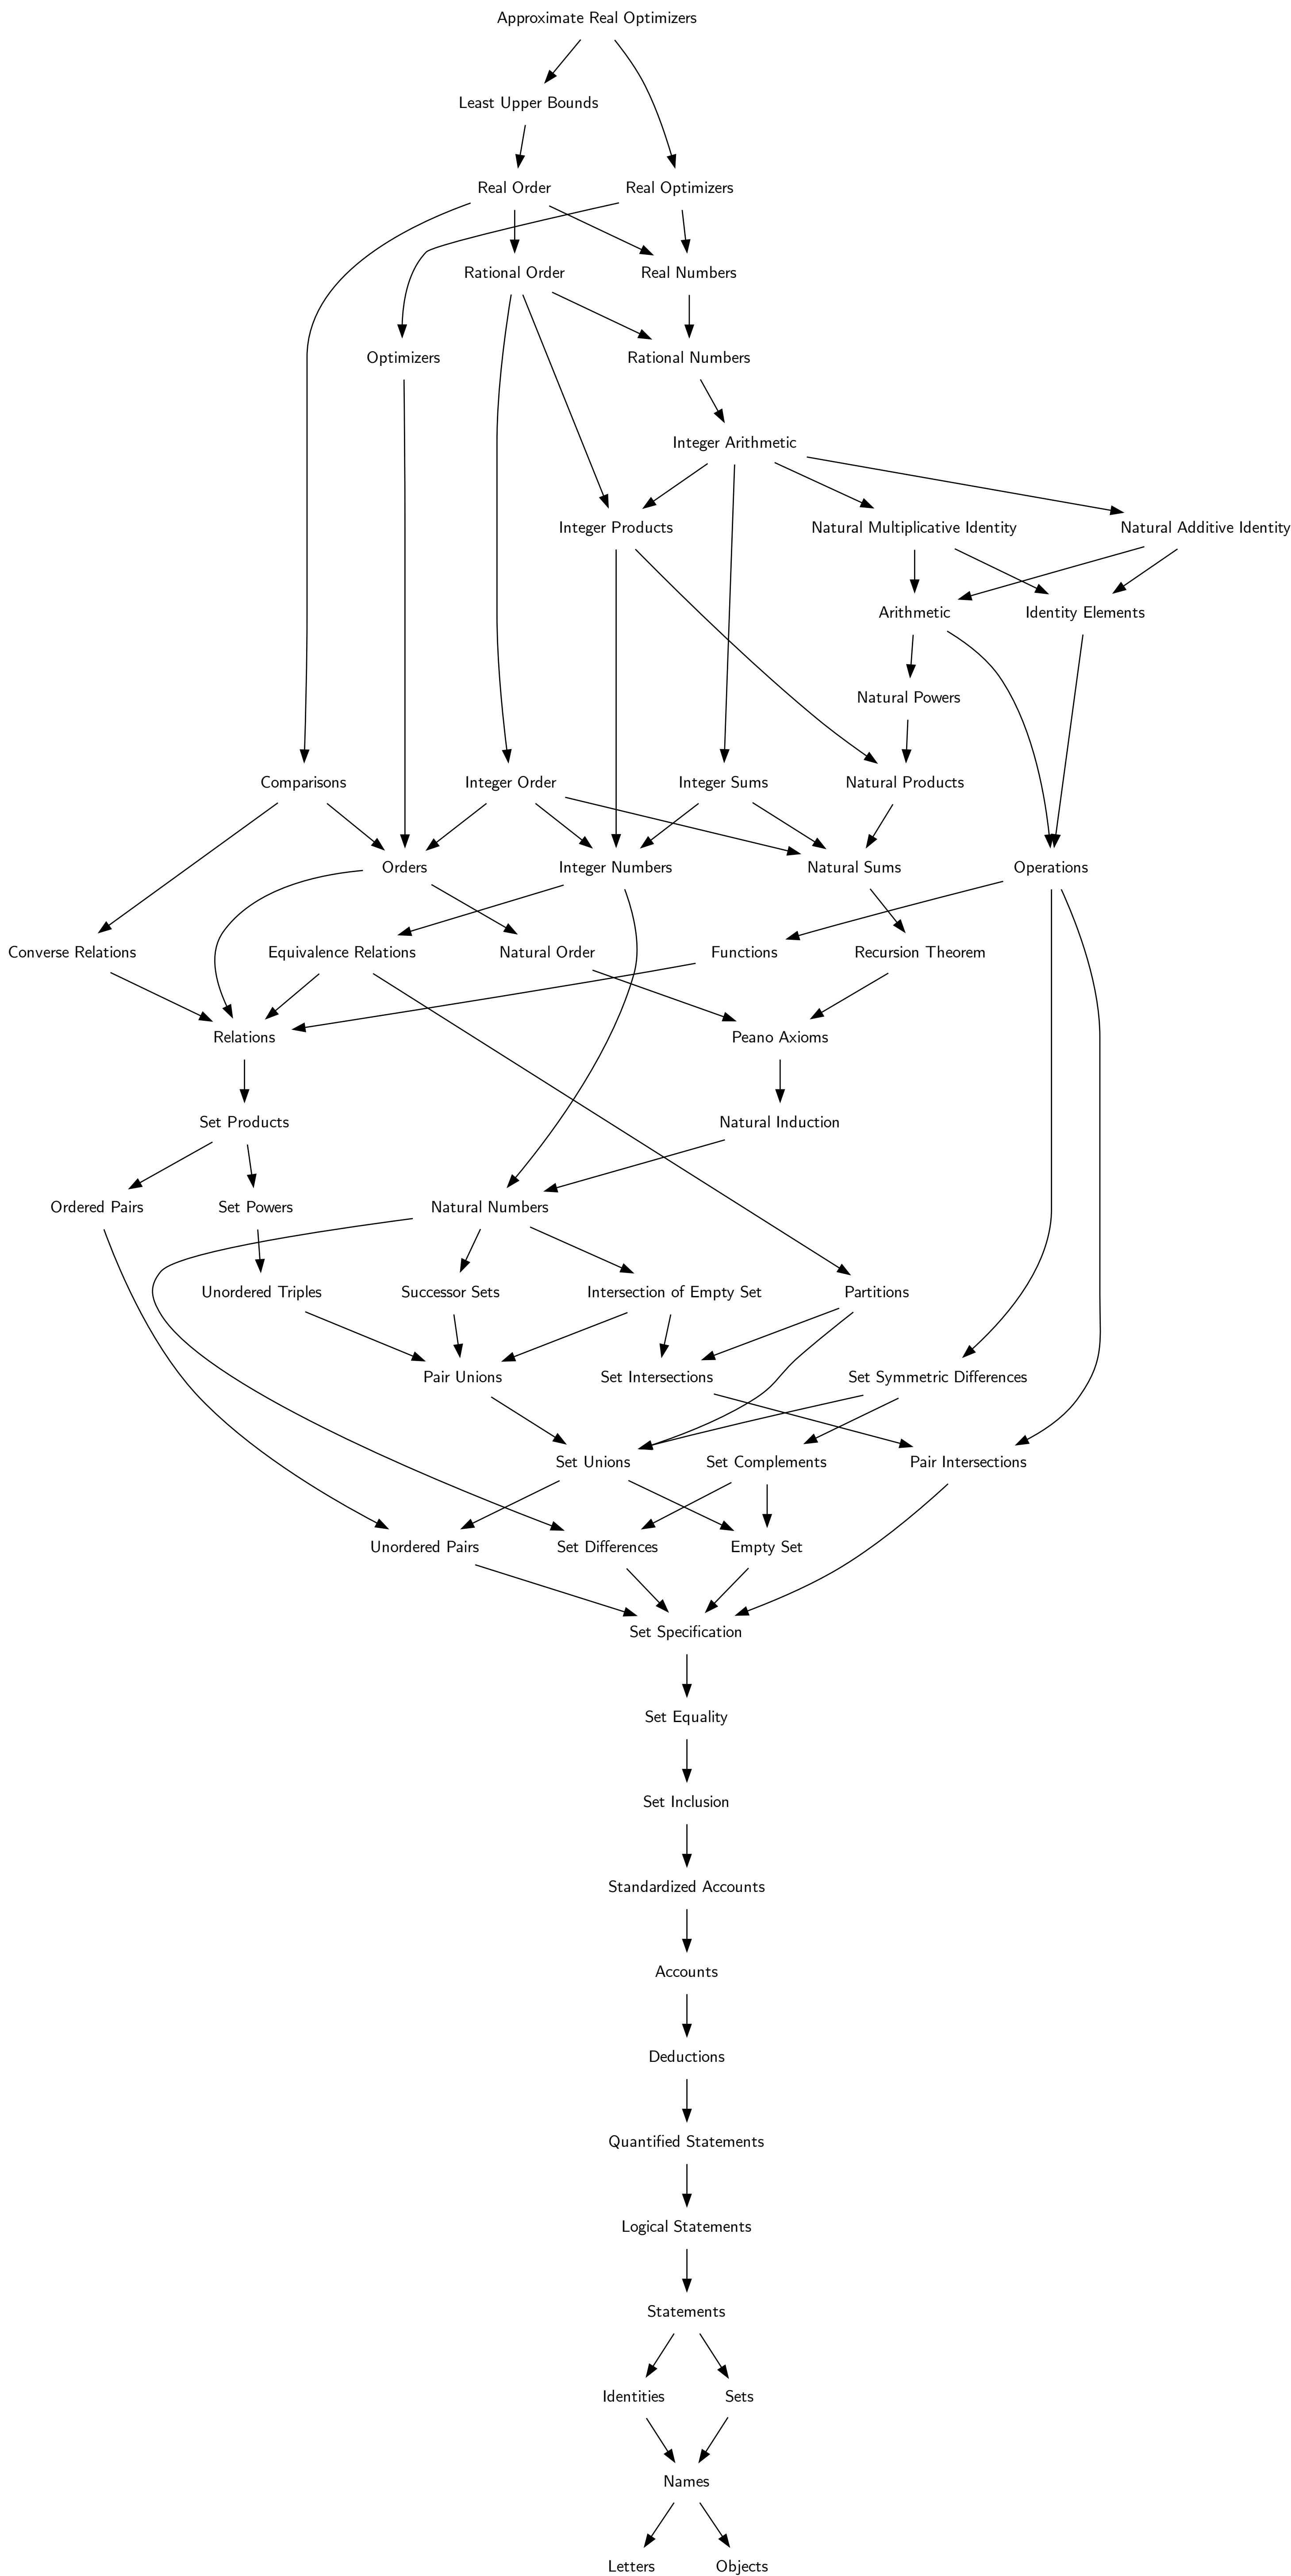 Approximate Real Optimizers
Least Upper Bounds
Real Order
Real Optimizers
Rational Order
Real Numbers
Optimizers
Rational Numbers
Integer Arithmetic
Integer Products
Natural Multiplicative Identity
Natural Additive Identity
Arithmetic
Identity Elements
Natural Powers
Comparisons
Integer Order
Integer Sums
Natural Products
Orders
Integer Numbers
Natural Sums
Operations
Converse Relations
Equivalence Relations
Natural Order
Functions
Recursion Theorem
Relations
Peano Axioms
Set Products
Natural Induction
Ordered Pairs
Set Powers
Natural Numbers
Unordered Triples
Successor Sets
Intersection of Empty Set
Partitions
Pair Unions
Set Intersections
Set Symmetric Differences
Set Unions
Set Complements
Pair Intersections
Unordered Pairs
Set Differences
Empty Set
Set Specification
Set Equality
Set Inclusion
Standardized Accounts
Accounts
Deductions
Quantified Statements
Logical Statements
Statements
Identities
Sets
Names
Letters
Objects